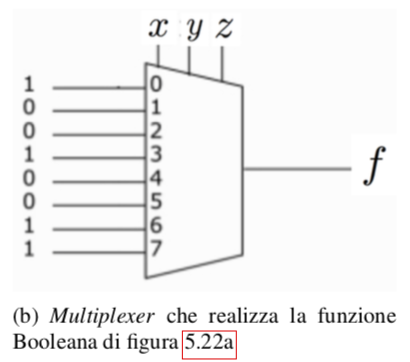 x y z
1 0
0 1
0 2
1 3
0 4
0 5
1 6
1 7
f
(b) Multiplexer che realizza la funzione
Booleana di figura 5.22a